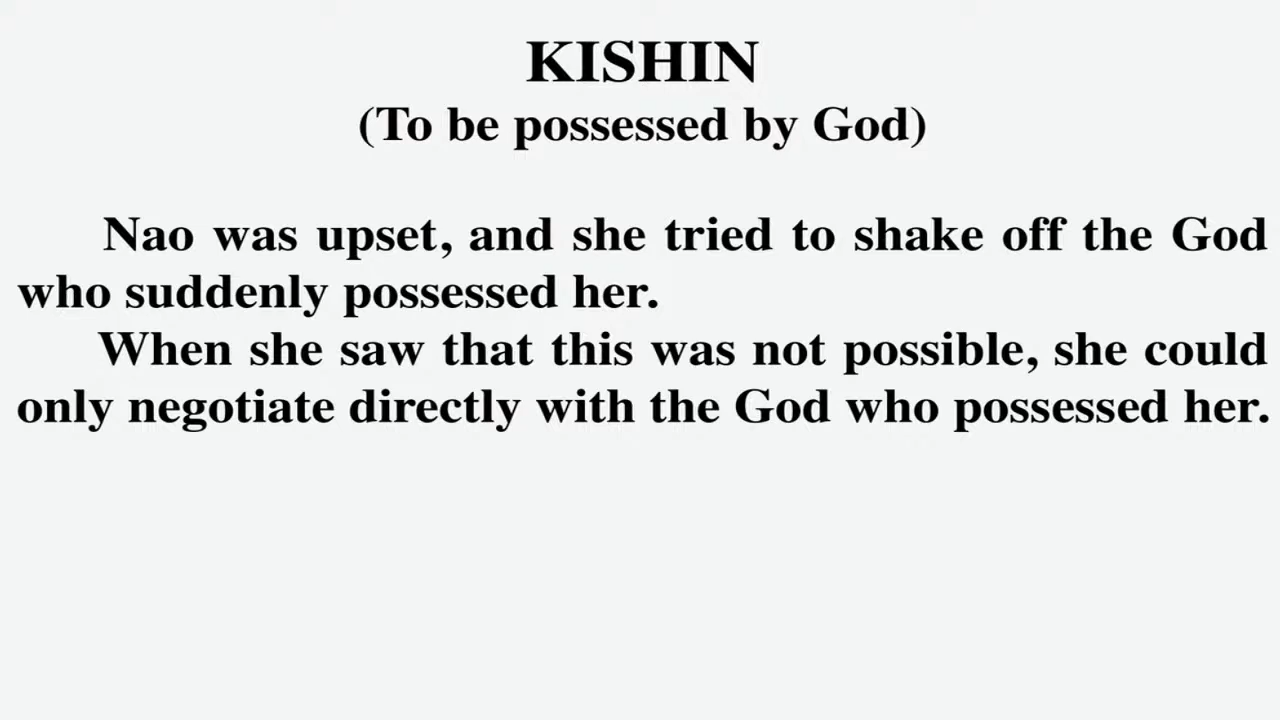 KISHIN
(To be possessed by God)
Nao was upset, and she tried to shake off the God
who suddenly possessed her.
When she saw that this was not possible, she could
only negotiate directly with the God who possessed her.